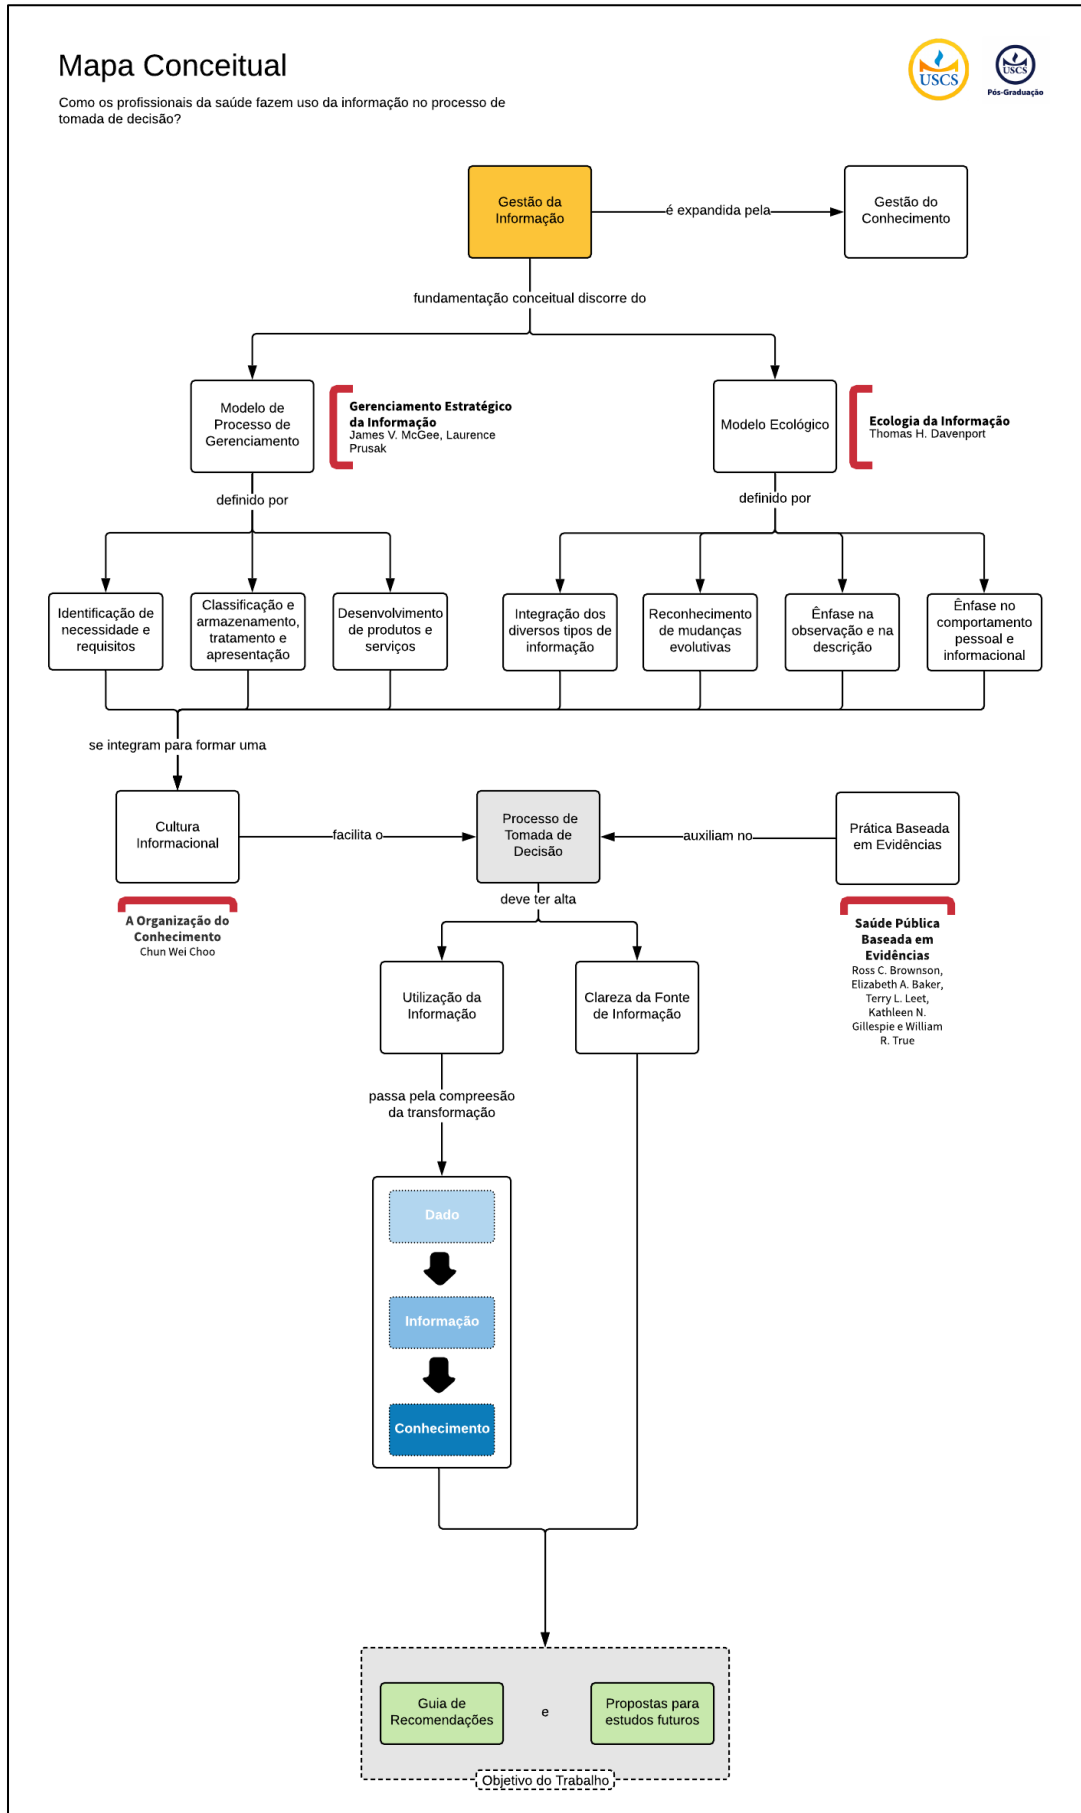 Mapa Conceitual
USCS
USCS
Pós-Graduação
Como os profissionais da saúde fazem uso da informação no processo de
tomada de decisão?
Gestão da
Informação
é expandida pela
Gestão do
Conhecimento
fundamentação conceitual discorre do
Modelo de
Processo de
Gerenciamento
Gerenciamento Estratégico
da Informação
James V. McGee, Laurence
Prusak
Modelo Ecológico
Ecologia da Informação
Thomas H. Davenport
definido por
definido por
Identificação de
necessidade e
requisitos
Classificação e
armazenamento,
tratamento e
apresentação
Desenvolvimento
de produtos e
serviços
Integração dos
diversos tipos de
informação
Reconhecimento
de mudanças
evolutivas
Ênfase na
observação e na
descrição
Ênfase no
comportamento
pessoal e
informacional
se integram para formar uma
Cultura
Informacional
facilita o
Processo de
Tomada de
Decisão
auxiliam no
Prática Baseada
em Evidências
A Organização do
Conhecimento
Chun Wei Choo
deve ter alta
Saúde Pública
Baseada em
Evidências
Ross C. Brownson,
Elizabeth A. Baker,
Terry L. Leet,
Kathleen N.
Gillespie e William
R. True
Utilização da
Informação
Clareza da Fonte
de Informação
passa pela compreesão
da transformação
Dado
Informação
Conhecimento
Guia de
Recomendações
e
Propostas para
estudos futuros
Objetivo do Trabalho